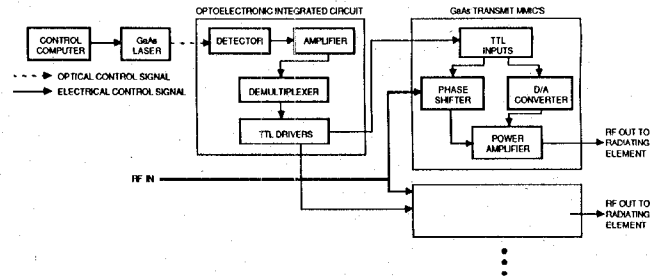 OPTOELECTRONIC INTEGRATED CIRCUIT
GaAs TRANSMIT MMIC'S
CONTROL
COMPUTER
GaAs
LASER
DETECTOR
AMPLIFIER
TTL
INPUTS
OPTICAL CONTROL SIGNAL
ELECTRICAL CONTROL SIGNAL
DEMULTIPLEXER
PHASE
SHIFTER
D/A
CONVERTER
TTL DRIVERS
POWER
AMPLIFIER
RF OUT TO
RADIATING
ELEMENT
RF IN
RF OUT TO
RADIATING
ELEMENT